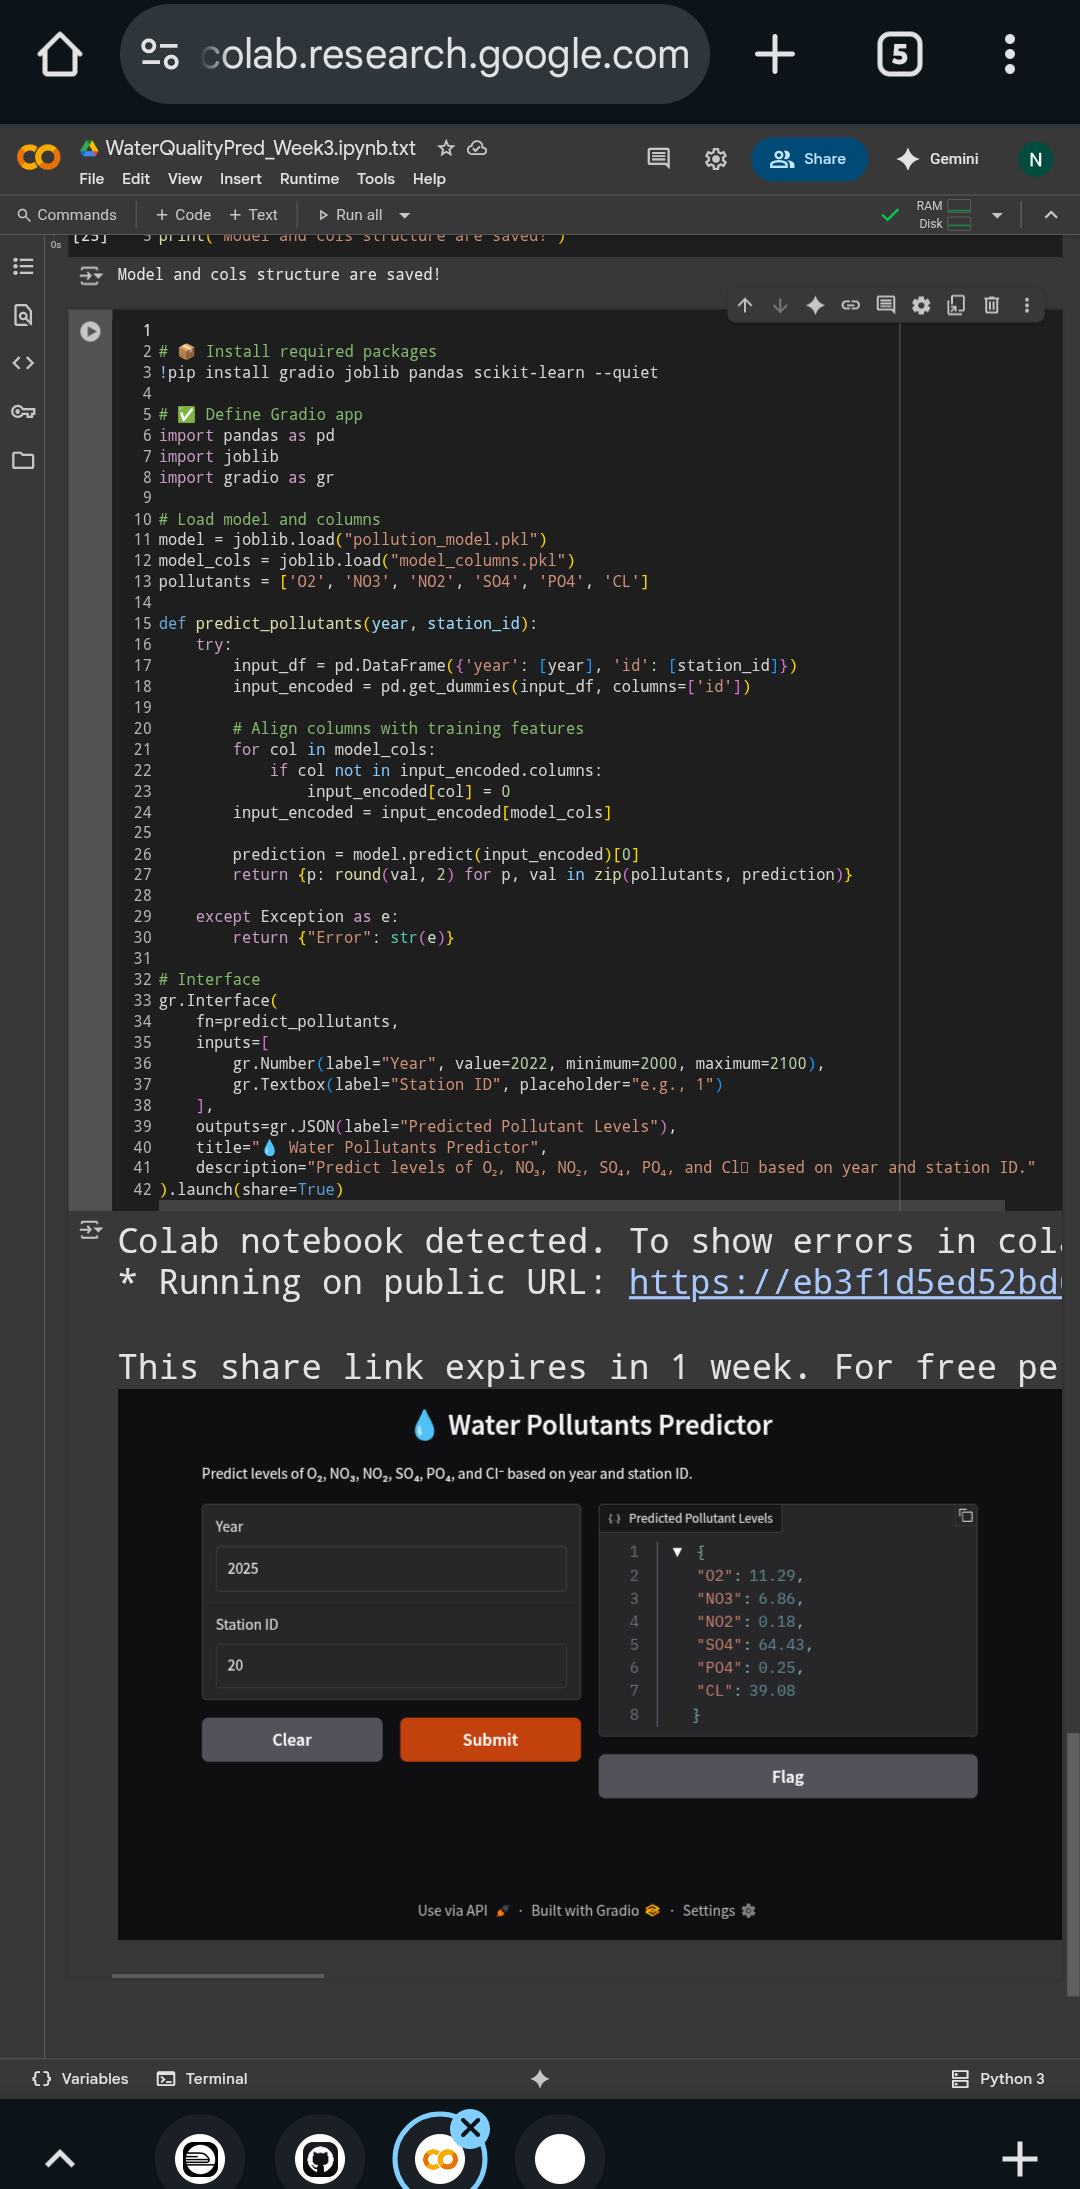 colab.research.google.com
5
WaterQualityPred_Week3.ipynb.txt
File Edit View Insert Runtime Tools Help
Share
Gemini
N
Commands + Code + Text Run all
RAM
Disk
0s
[25] 3 print("Model and cols structure are saved!")
Model and cols structure are saved!
1
2 # 📦 Install required packages
3 !pip install gradio joblib pandas scikit-learn --quiet
4
5 # ✅ Define Gradio app
6 import pandas as pd
7 import joblib
8 import gradio as gr
9
10 # Load model and columns
11 model = joblib.load("pollution_model.pkl")
12 model_cols = joblib.load("model_columns.pkl")
13 pollutants = ['O2', 'NO3', 'NO2', 'SO4', 'PO4', 'CL']
14
15 def predict_pollutants(year, station_id):
16     try:
17         input_df = pd.DataFrame({'year': [year], 'id': [station_id]})
18         input_encoded = pd.get_dummies(input_df, columns=['id'])
19
20         # Align columns with training features
21         for col in model_cols:
22             if col not in input_encoded.columns:
23                 input_encoded[col] = 0
24         input_encoded = input_encoded[model_cols]
25
26         prediction = model.predict(input_encoded)[0]
27         return {p: round(val, 2) for p, val in zip(pollutants, prediction)}
28
29     except Exception as e:
30         return {"Error": str(e)}
31
32 # Interface
33 gr.Interface(
34     fn=predict_pollutants,
35     inputs=[
36         gr.Number(label="Year", value=2022, minimum=2000, maximum=2100),
37         gr.Textbox(label="Station ID", placeholder="e.g., 1")
38     ],
39     outputs=gr.JSON(label="Predicted Pollutant Levels"),
40     title="💧 Water Pollutants Predictor",
41     description="Predict levels of O₂, NO₃, NO₂, SO₄, PO₄, and Cl▯ based on year and station ID."
42 ).launch(share=True)
Colab notebook detected. To show errors in cola
* Running on public URL: https://eb3f1d5ed52bd
This share link expires in 1 week. For free pe
💧 Water Pollutants Predictor
Predict levels of O₂, NO₃, NO₂, SO₄, PO₄, and Cl⁻ based on year and station ID.
Year
2025
Station ID
20
Clear Submit
{.} Predicted Pollutant Levels
1 ▼ {
2 "O2": 11.29,
3 "NO3": 6.86,
4 "NO2": 0.18,
5 "SO4": 64.43,
6 "PO4": 0.25,
7 "CL": 39.08
8 }
Flag
Use via API 🚀 · Built with Gradio · Settings ⚙
{} Variables Terminal Python 3